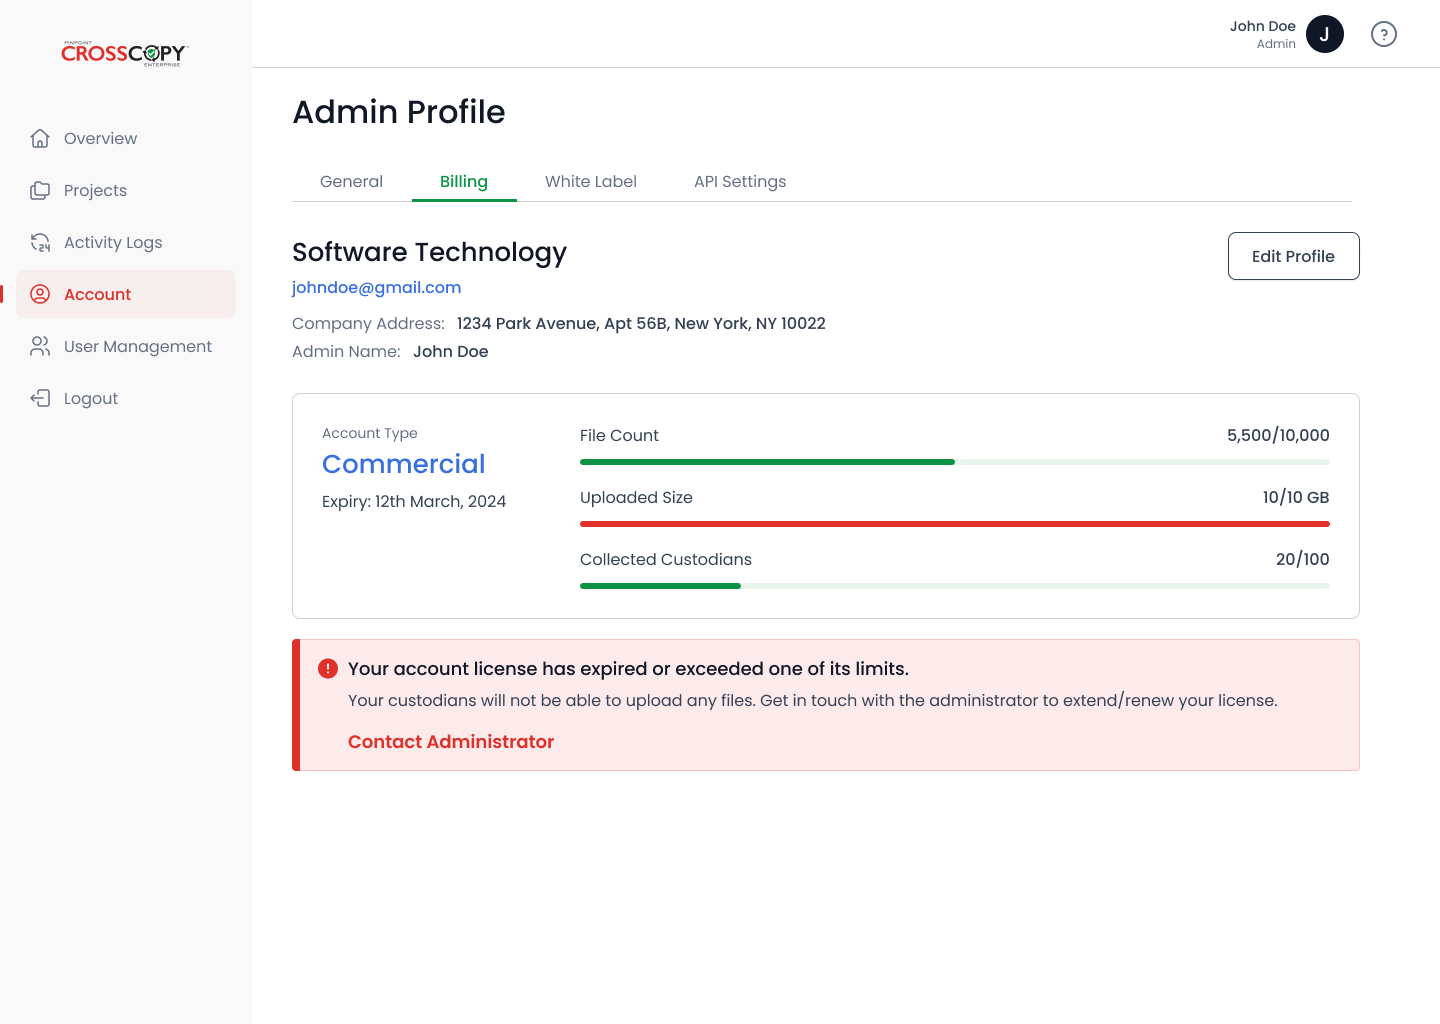 PINPOINT
CROSSCOPY
ENTERPRISE
John Doe
Admin
J
?
Overview
Projects
24
Activity Logs
Account
User Management
Logout
Admin Profile
General Billing White Label API Settings
Software Technology
Edit Profile
johndoe@gmail.com
Company Address: 1234 Park Avenue, Apt 56B, New York, NY 10022
Admin Name: John Doe
Account Type
Commercial
Expiry: 12th March, 2024
File Count 5,500/10,000
Uploaded Size 10/10 GB
Collected Custodians 20/100
Your account license has expired or exceeded one of its limits.
Your custodians will not be able to upload any files. Get in touch with the administrator to extend/renew your license.
Contact Administrator